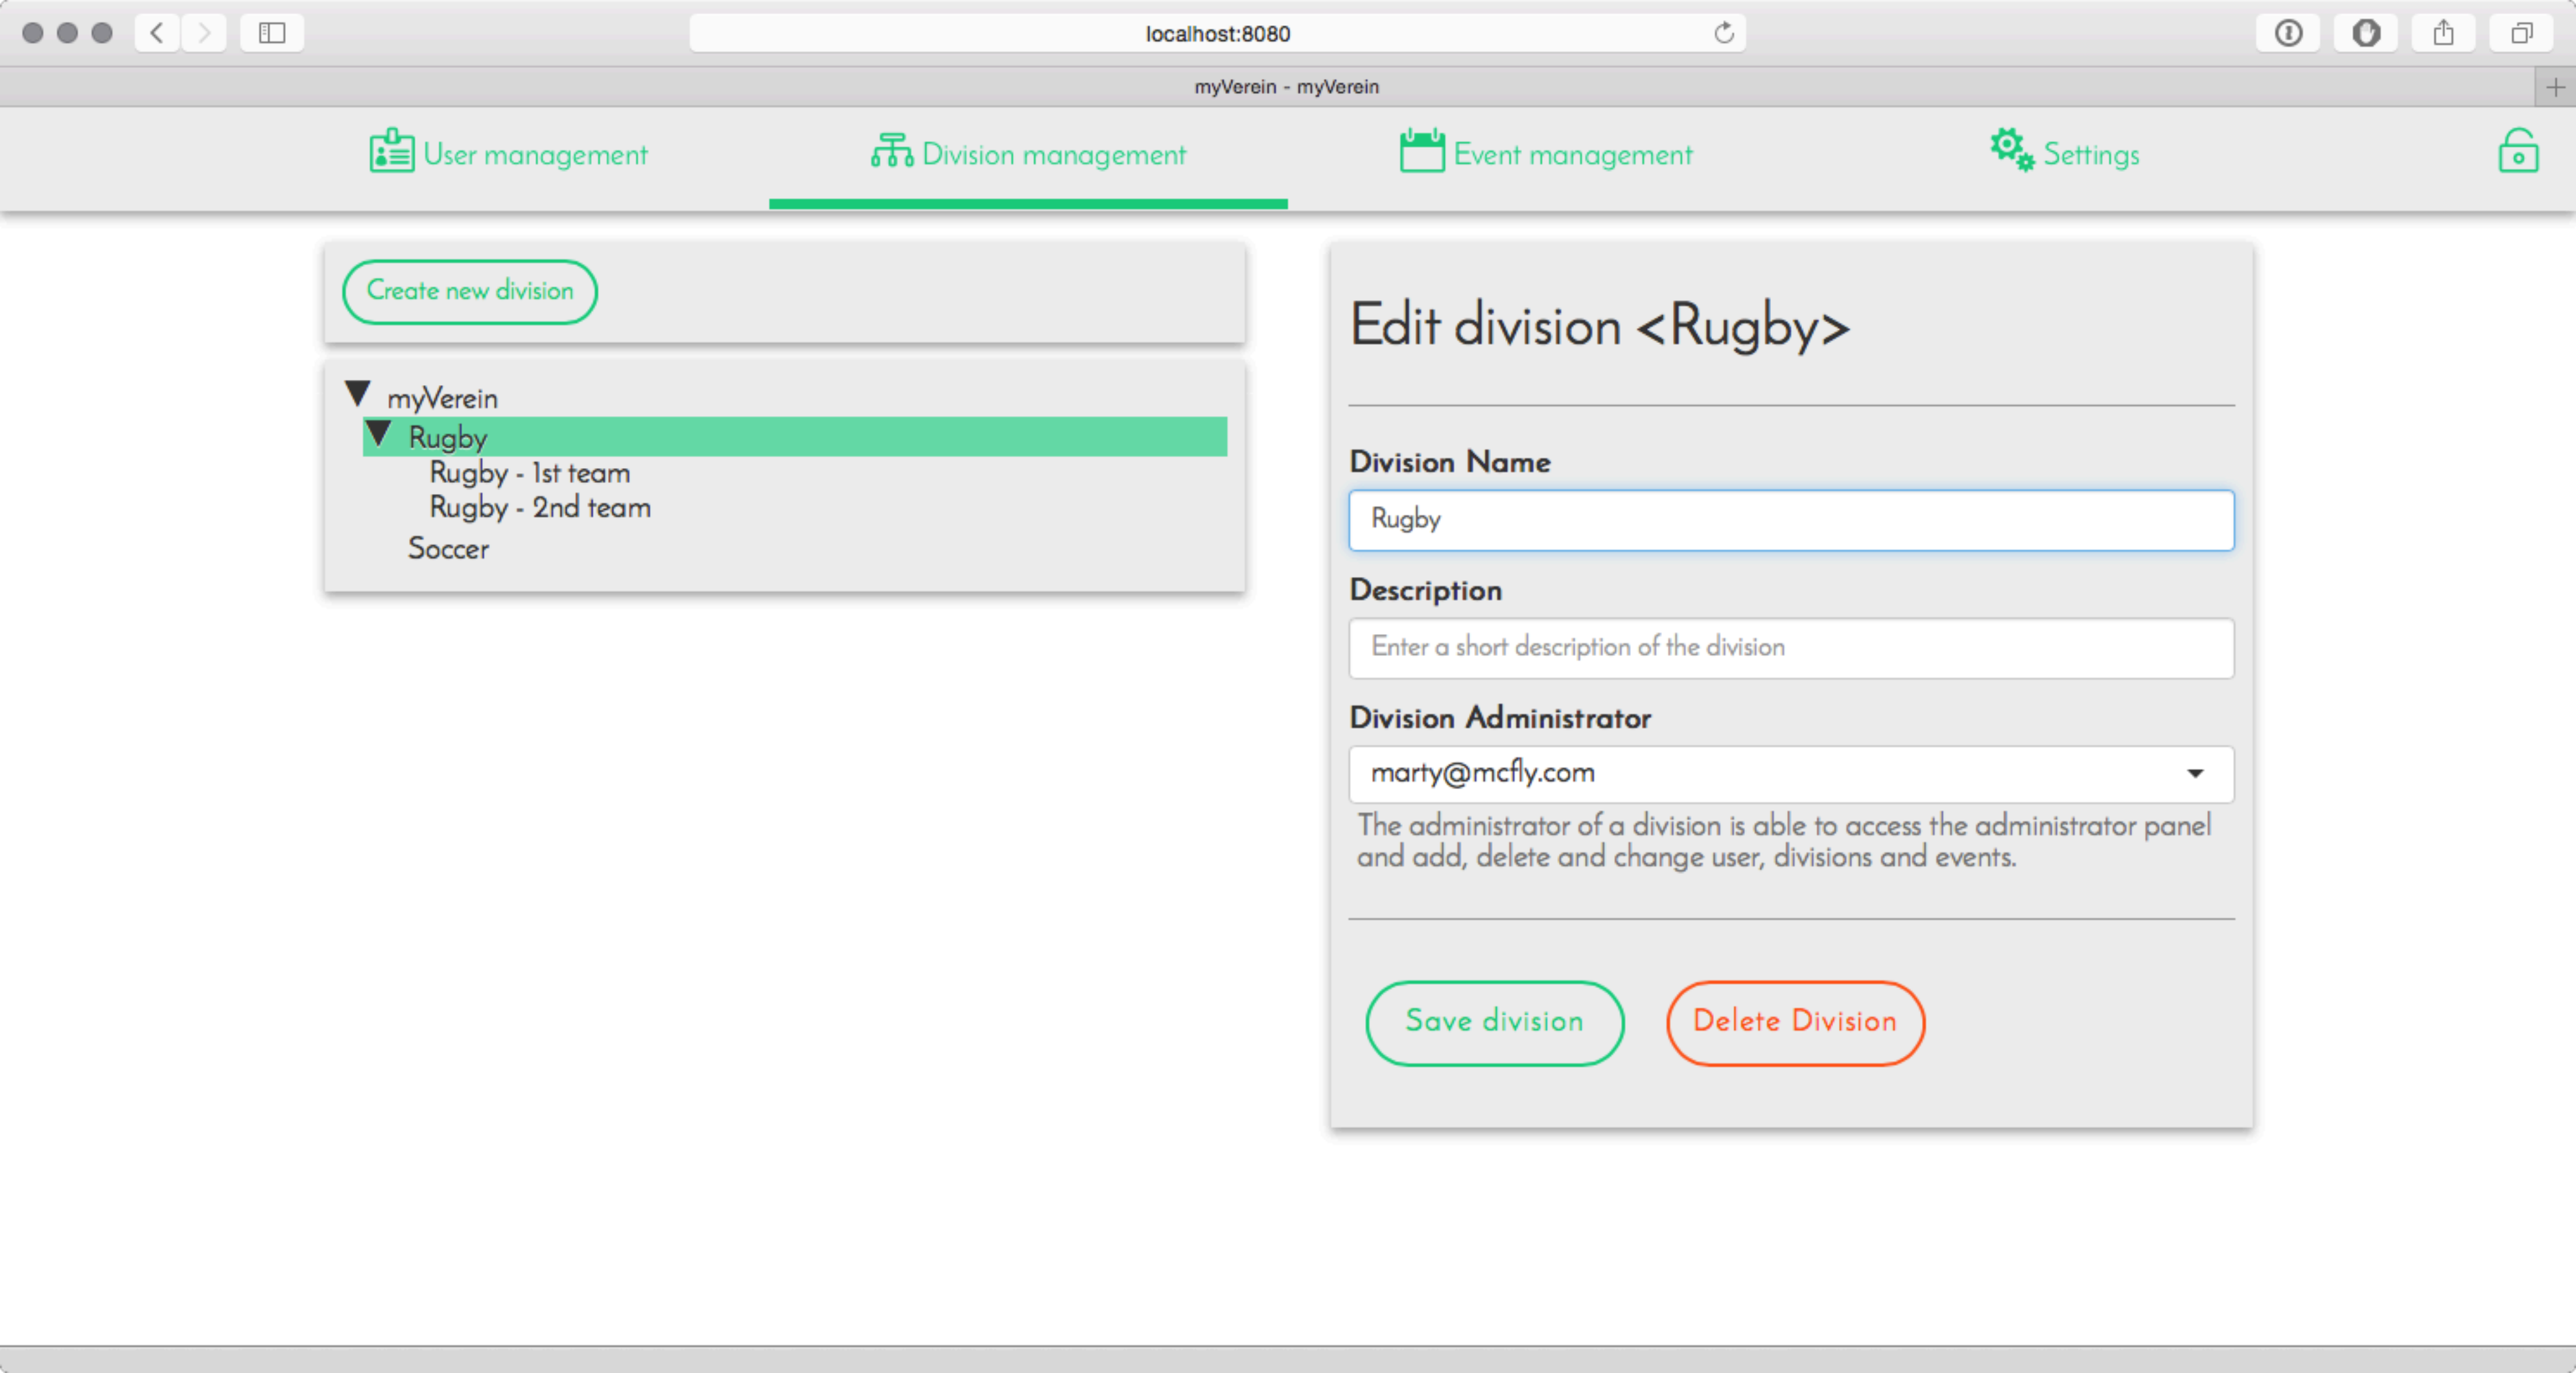 localhost:8080
myVerein - myVerein
User management
Division management
Event management
Settings
Create new division
myVerein
Rugby
Rugby - 1st team
Rugby - 2nd team
Soccer
Edit division <Rugby>
Division Name
Rugby
Description
Enter a short description of the division
Division Administrator
marty@mcfly.com
The administrator of a division is able to access the administrator panel
and add, delete and change user, divisions and events.
Save division
Delete Division